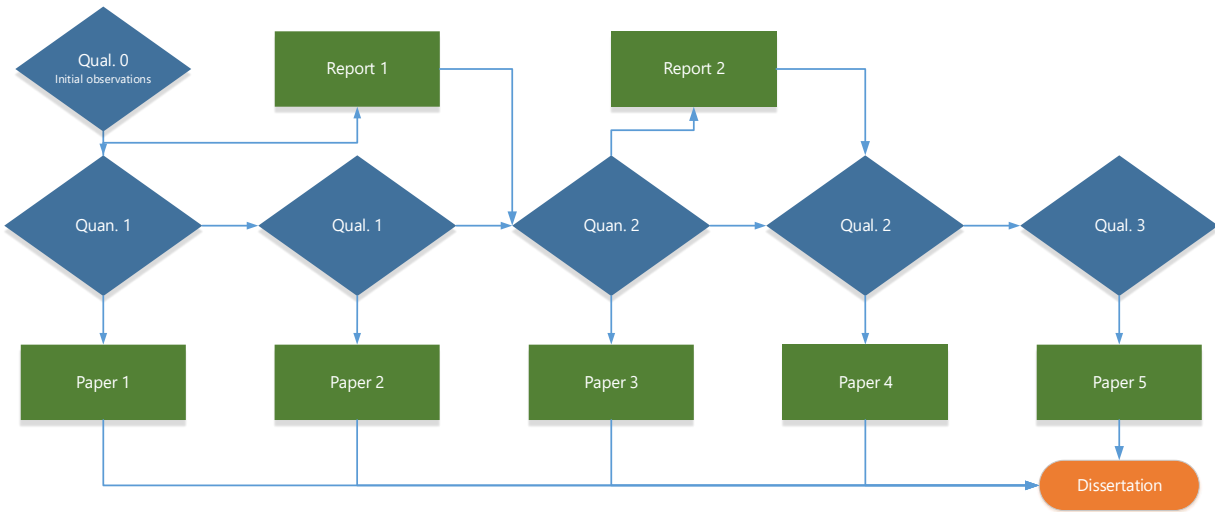 Qual. 0
Initial observations
Report 1
Report 2
Quan. 1
Qual. 1
Quan. 2
Qual. 2
Qual. 3
Paper 1
Paper 2
Paper 3
Paper 4
Paper 5
Dissertation